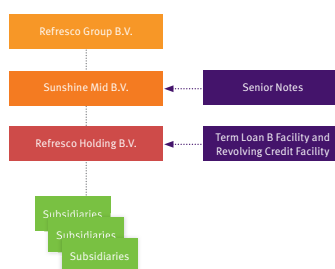 Refresco Group B.V.
Sunshine Mid B.V.
Senior Notes
Refresco Holding B.V.
Term Loan B Facility and
Revolving Credit Facility
Subsidiaries
Subsidiaries
Subsidiaries